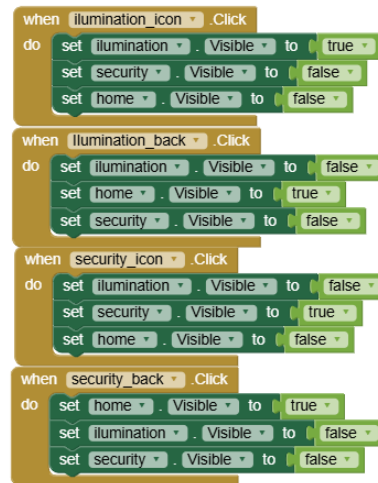 when ilumination_icon .Click
do set ilumination . Visible to true
set security . Visible to false
set home . Visible to false
when Ilumination_back .Click
do set ilumination . Visible to false
set home . Visible to true
set security . Visible to false
when security_icon .Click
do set ilumination . Visible to false
set security . Visible to true
set home . Visible to false
when security_back .Click
do set home . Visible to true
set ilumination . Visible to false
set security . Visible to false